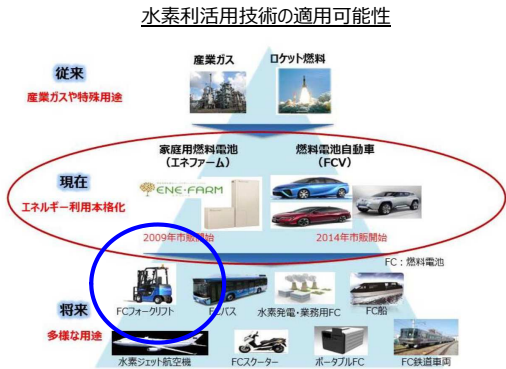 水素利活用技術の適用可能性
従来
産業ガスや特殊用途
産業ガス
ロケット燃料
現在
エネルギー利用本格化
家庭用燃料電池
（エネファーム）
ENE・FARM
2009年市販開始
燃料電池自動車
（FCV）
2014年市販開始
FC：燃料電池
将来
多様な用途
FCフォークリフト
FCバス
水素発電・業務用FC
FC船
水素ジェット航空機
FCスクーター
ポータブルFC
FC鉄道車両